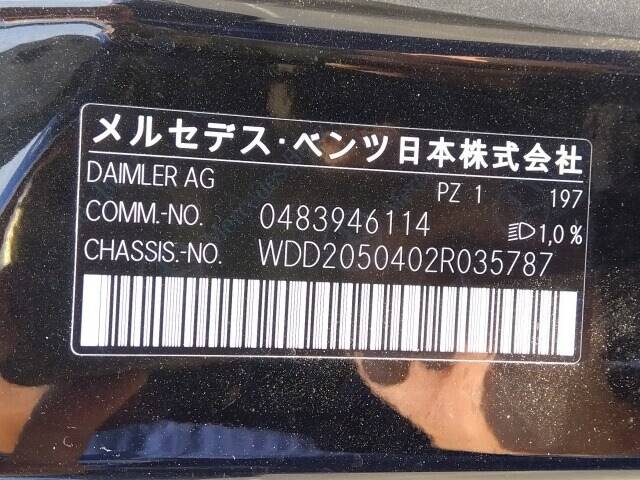 メルセデス・ベンツ日本株式会社
DAIMLER AG
PZ 1 197
COMM.-NO. 0483946114 1,0%
CHASSIS.-NO. WDD2050402R035787